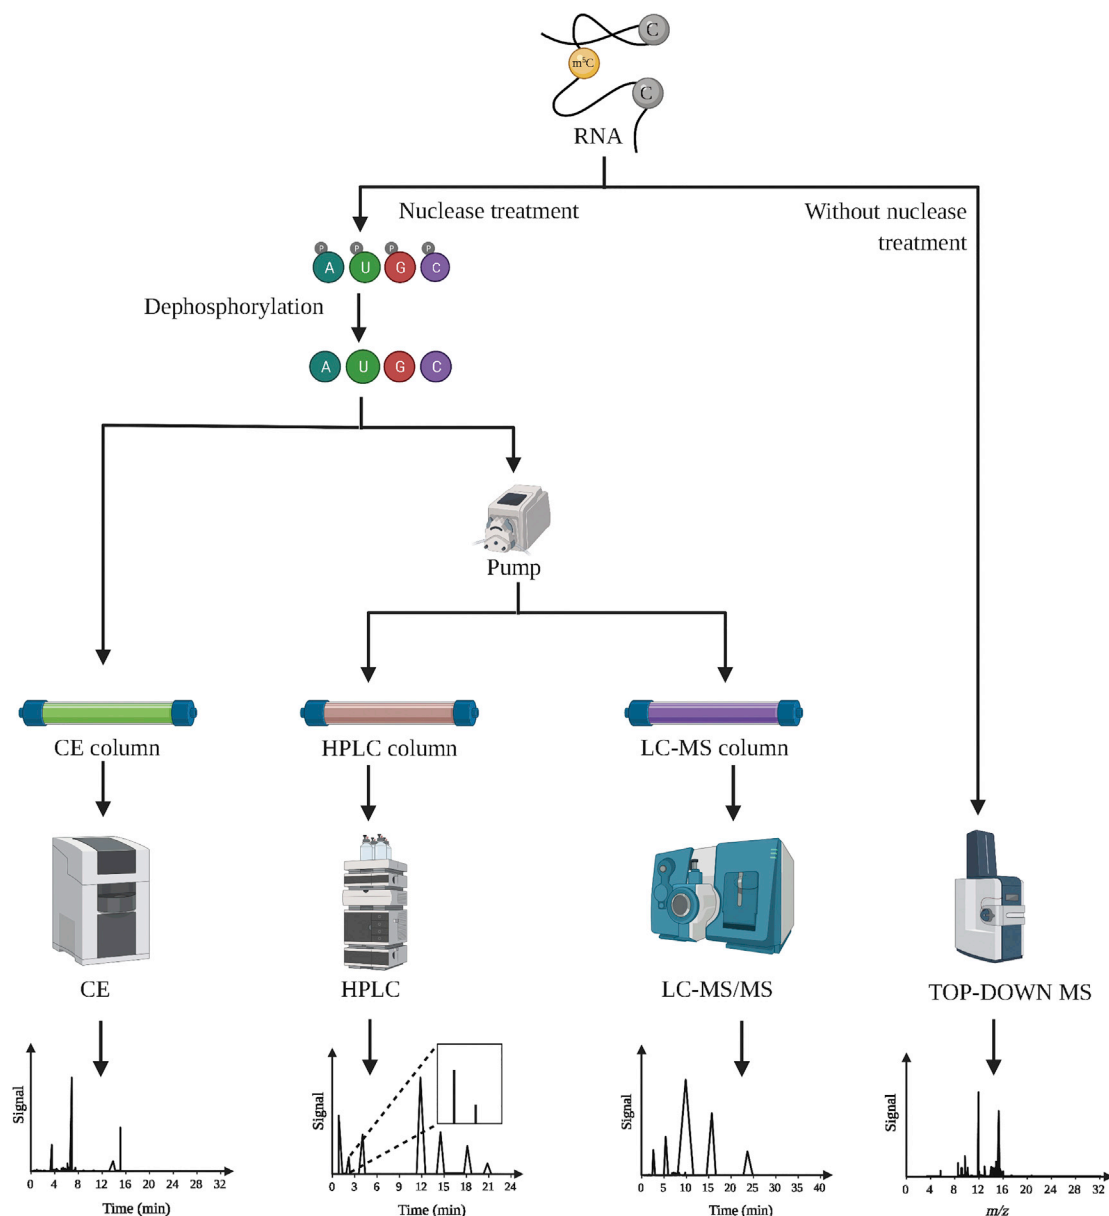 C
m⁵C
C
RNA
Nuclease treatment
Without nuclease
treatment
P P P P
A U G C
Dephosphorylation
A U G C
Pump
CE column
HPLC column
LC-MS column
CE
HPLC
LC-MS/MS
TOP-DOWN MS
Signal
0 4 8 12 16 20 24 28 32
Time (min)
Signal
0 3 6 12 15 18 21 24
Time (min)
Signal
0 5 10 15 20 25 30 35 40
Time (min)
Signal
0 4 8 12 16 20 24 28 32
m/z